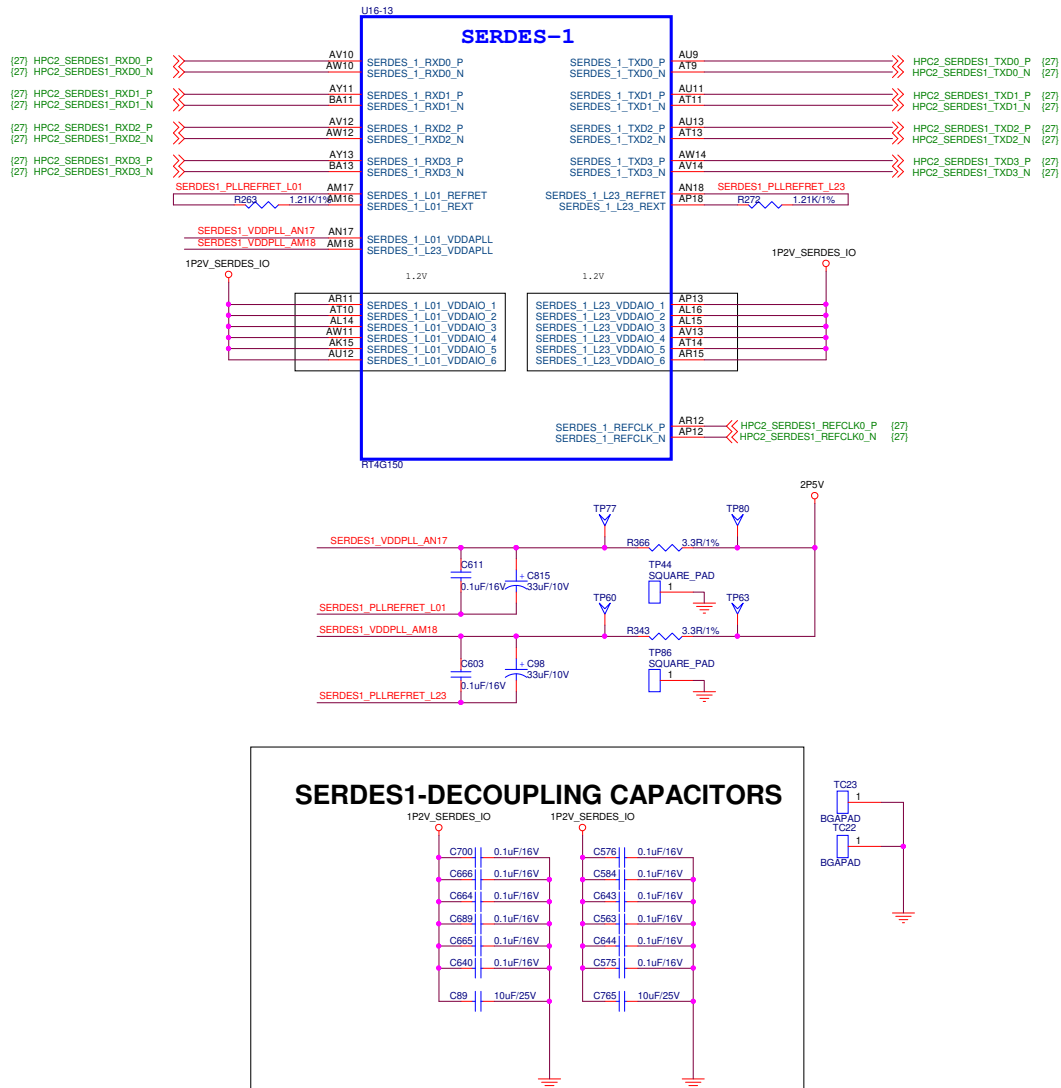 U16-13
SERDES-1
{27} HPC2_SERDES1_RXD0_P AV10 SERDES_1_RXD0_P SERDES_1_TXD0_P AU9 HPC2_SERDES1_TXD0_P {27}
{27} HPC2_SERDES1_RXD0_N AW10 SERDES_1_RXD0_N SERDES_1_TXD0_N AT9 HPC2_SERDES1_TXD0_N {27}
{27} HPC2_SERDES1_RXD1_P AY11 SERDES_1_RXD1_P SERDES_1_TXD1_P AU11 HPC2_SERDES1_TXD1_P {27}
{27} HPC2_SERDES1_RXD1_N BA11 SERDES_1_RXD1_N SERDES_1_TXD1_N AT11 HPC2_SERDES1_TXD1_N {27}
{27} HPC2_SERDES1_RXD2_P AV12 SERDES_1_RXD2_P SERDES_1_TXD2_P AU13 HPC2_SERDES1_TXD2_P {27}
{27} HPC2_SERDES1_RXD2_N AW12 SERDES_1_RXD2_N SERDES_1_TXD2_N AT13 HPC2_SERDES1_TXD2_N {27}
{27} HPC2_SERDES1_RXD3_P AY13 SERDES_1_RXD3_P SERDES_1_TXD3_P AW14 HPC2_SERDES1_TXD3_P {27}
{27} HPC2_SERDES1_RXD3_N BA13 SERDES_1_RXD3_N SERDES_1_TXD3_N AV14 HPC2_SERDES1_TXD3_N {27}
SERDES1_PLLREFRET_L01 AM17 SERDES_1_L01_REFRET SERDES_1_L23_REFRET AN18 SERDES1_PLLREFRET_L23
R263 1.21K/1% AM16 SERDES_1_L01_REXT SERDES_1_L23_REXT AP18 R272 1.21K/1%
SERDES1_VDDPLL_AN17 AN17 SERDES_1_L01_VDDAPLL
SERDES1_VDDPLL_AM18 AM18 SERDES_1_L23_VDDAPLL
1P2V_SERDES_IO 1P2V_SERDES_IO
1.2V 1.2V
AR11 SERDES_1_L01_VDDAIO_1 SERDES_1_L23_VDDAIO_1 AP13
AT10 SERDES_1_L01_VDDAIO_2 SERDES_1_L23_VDDAIO_2 AL16
AL14 SERDES_1_L01_VDDAIO_3 SERDES_1_L23_VDDAIO_3 AL15
AW11 SERDES_1_L01_VDDAIO_4 SERDES_1_L23_VDDAIO_4 AV13
AK15 SERDES_1_L01_VDDAIO_5 SERDES_1_L23_VDDAIO_5 AT14
AU12 SERDES_1_L01_VDDAIO_6 SERDES_1_L23_VDDAIO_6 AR15
SERDES_1_REFCLK_P AR12 HPC2_SERDES1_REFCLK0_P {27}
SERDES_1_REFCLK_N AP12 HPC2_SERDES1_REFCLK0_N {27}
RT4G150
2P5V
TP77 TP80
SERDES1_VDDPLL_AN17 R366 3.3R/1%
C611 + C815 TP44
0.1uF/16V 33uF/10V SQUARE_PAD
1
SERDES1_PLLREFRET_L01 TP60 TP63
SERDES1_VDDPLL_AM18 R343 3.3R/1%
C603 + C98 TP86
0.1uF/16V 33uF/10V SQUARE_PAD
1
SERDES1_PLLREFRET_L23
SERDES1-DECOUPLING CAPACITORS
1P2V_SERDES_IO 1P2V_SERDES_IO
C700 0.1uF/16V C576 0.1uF/16V
C666 0.1uF/16V C584 0.1uF/16V
C664 0.1uF/16V C643 0.1uF/16V
C689 0.1uF/16V C563 0.1uF/16V
C665 0.1uF/16V C644 0.1uF/16V
C640 0.1uF/16V C575 0.1uF/16V
C89 10uF/25V C765 10uF/25V
TC23
1
BGAPAD
TC22
1
BGAPAD